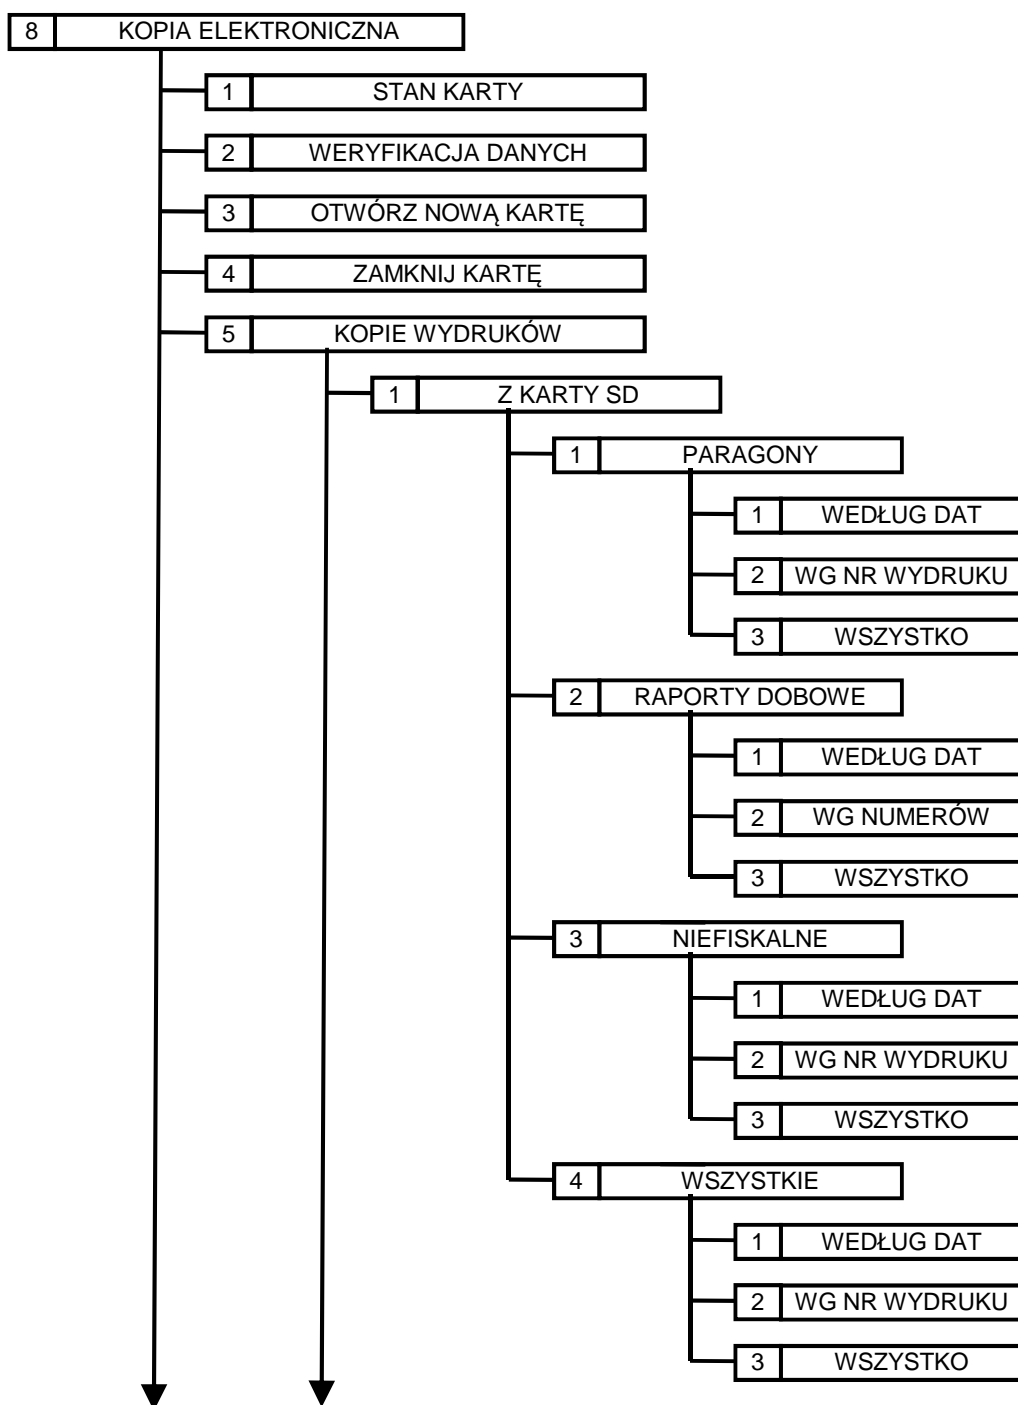 8 KOPIA ELEKTRONICZNA
1 STAN KARTY
2 WERYFIKACJA DANYCH
3 OTWÓRZ NOWĄ KARTĘ
4 ZAMKNIJ KARTĘ
5 KOPIE WYDRUKÓW
1 Z KARTY SD
1 PARAGONY
1 WEDŁUG DAT
2 WG NR WYDRUKU
3 WSZYSTKO
2 RAPORTY DOBOWE
1 WEDŁUG DAT
2 WG NUMERÓW
3 WSZYSTKO
3 NIEFISKALNE
1 WEDŁUG DAT
2 WG NR WYDRUKU
3 WSZYSTKO
4 WSZYSTKIE
1 WEDŁUG DAT
2 WG NR WYDRUKU
3 WSZYSTKO